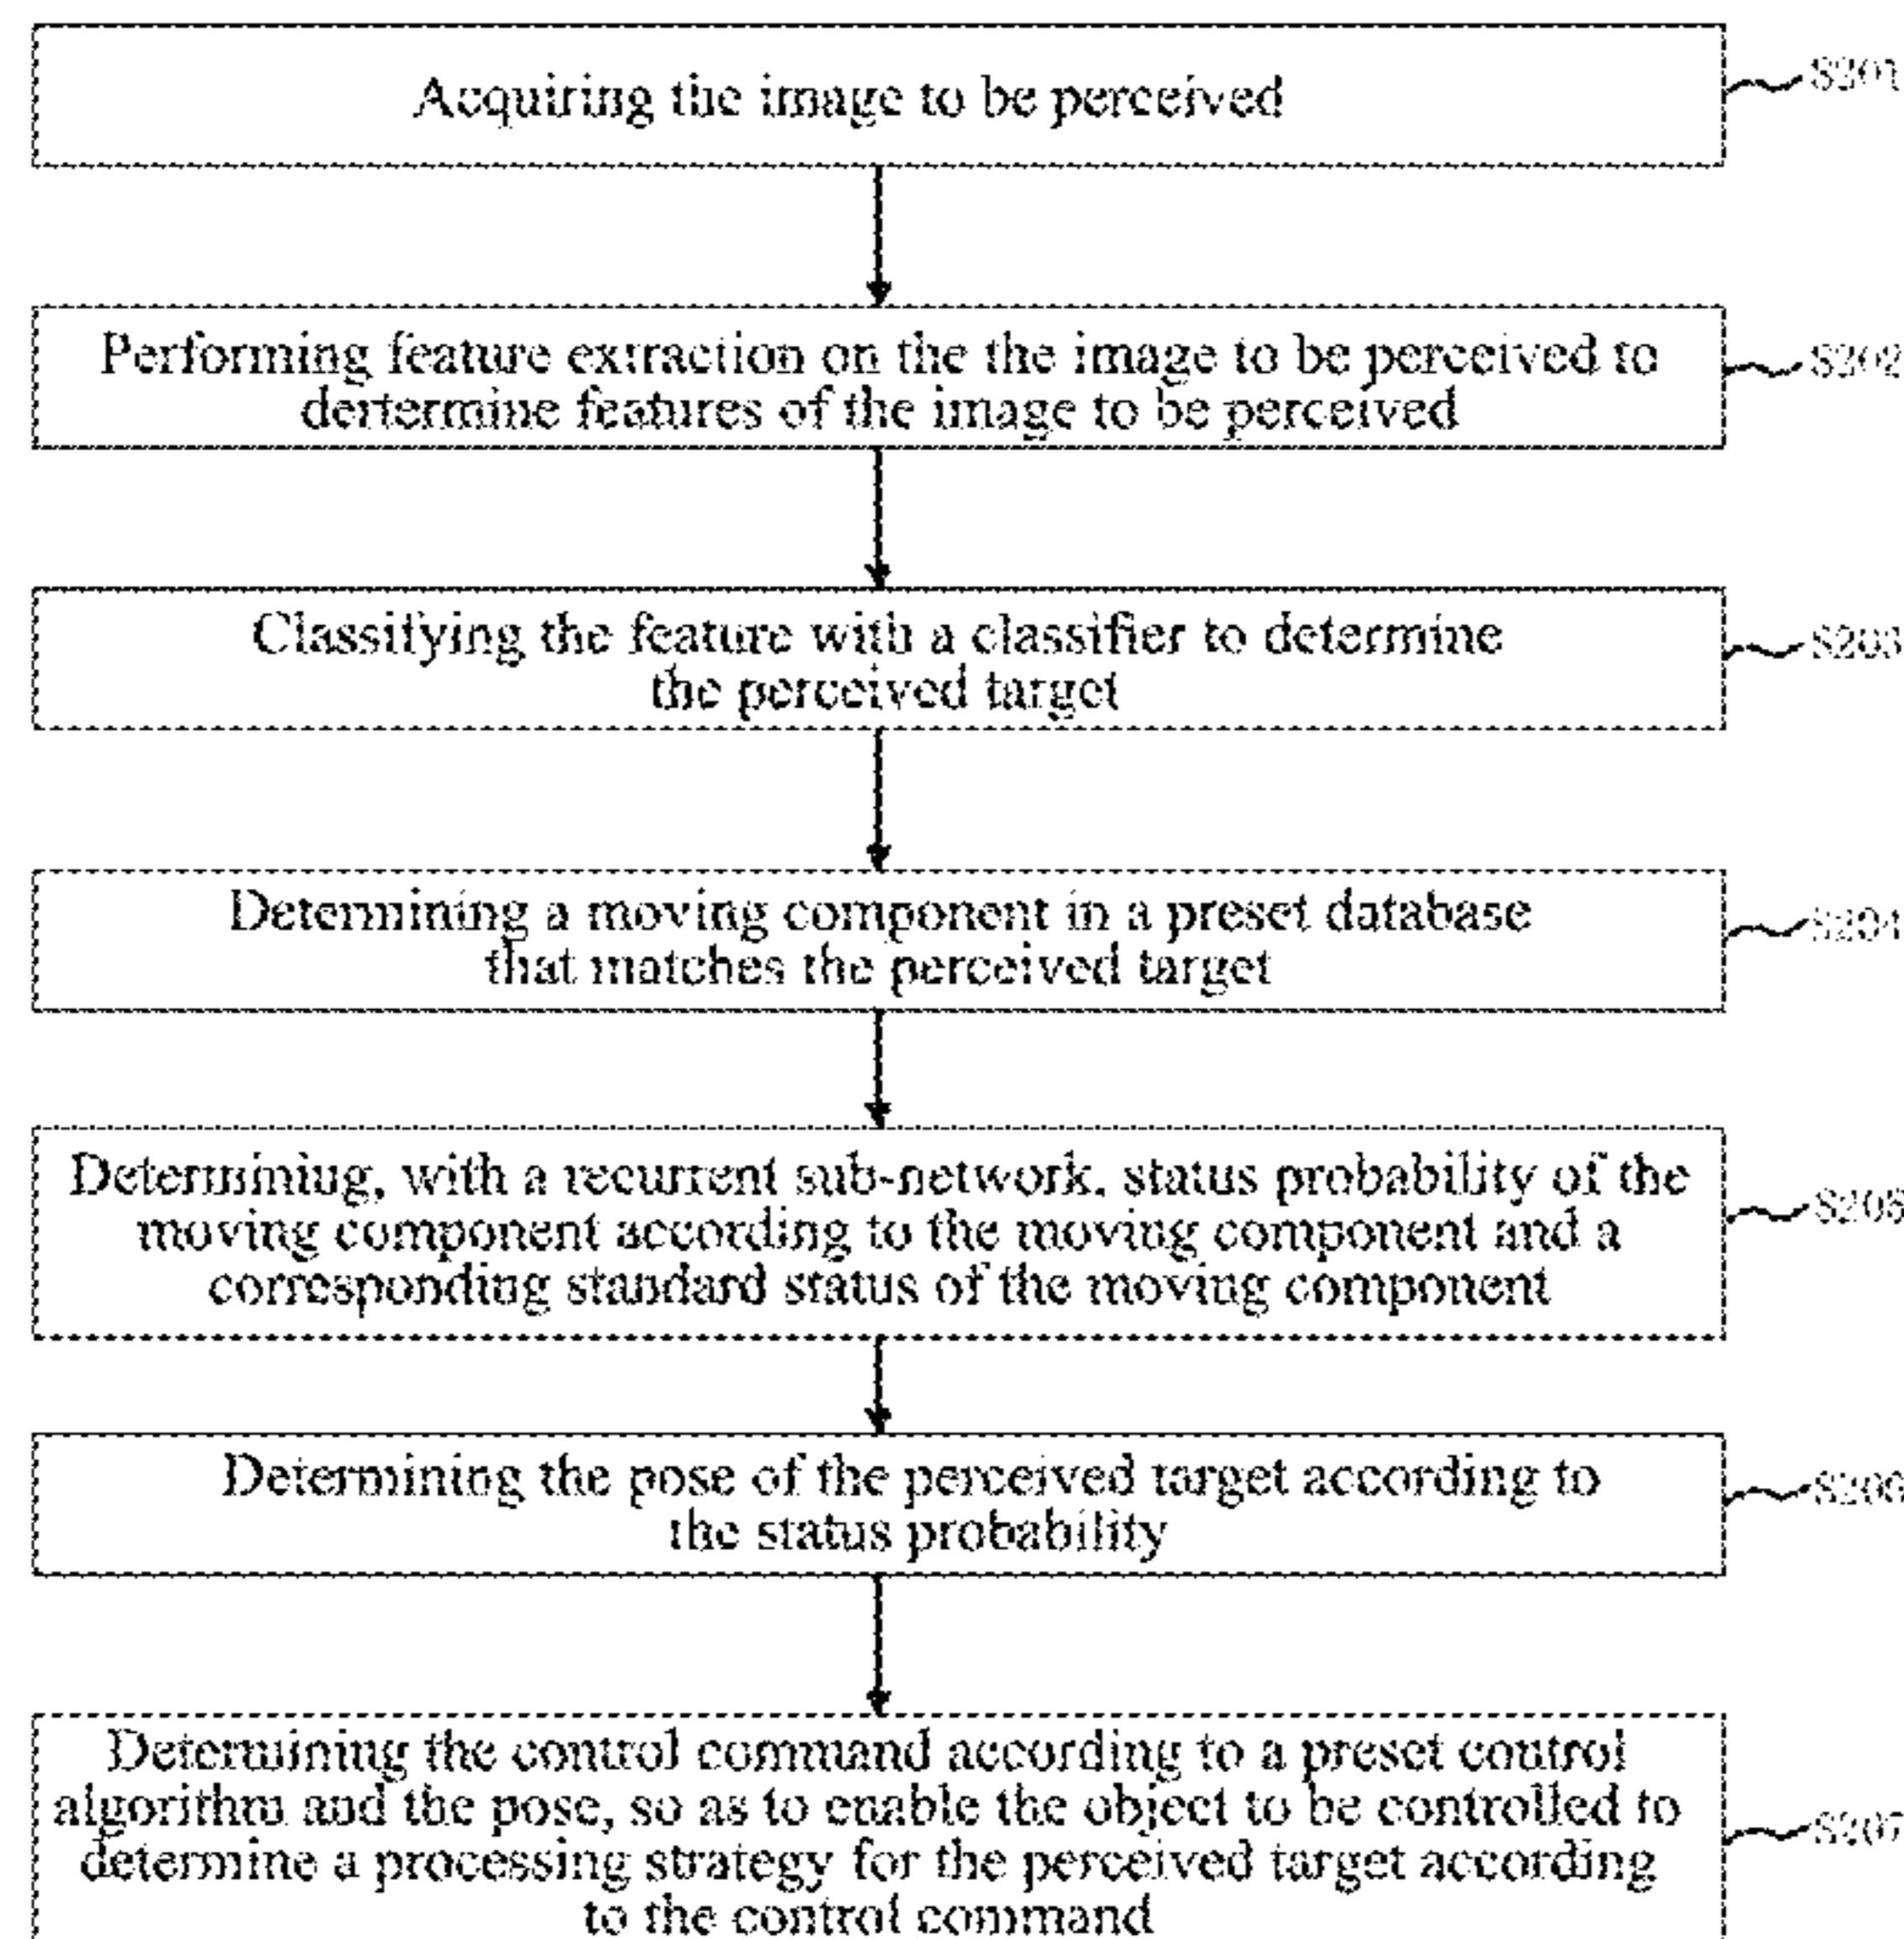 Acquiring the image to be perceived
S201
Performing feature extraction on the the image to be perceived to
dertermine features of the image to be perceived
S202
Classifying the feature with a classifier to determine
the perceived target
S203
Determining a moving component in a preset database
that matches the perceived target
S204
Determining, with a recurrent sub-network, status probability of the
moving component according to the moving component and a
corresponding standard status of the moving component
S205
Determining the pose of the perceived target according to
the status probability
S206
Determining the control command according to a preset control
algorithm and the pose, so as to enable the object to be controlled to
determine a processing strategy for the perceived target according
to the control command
S207